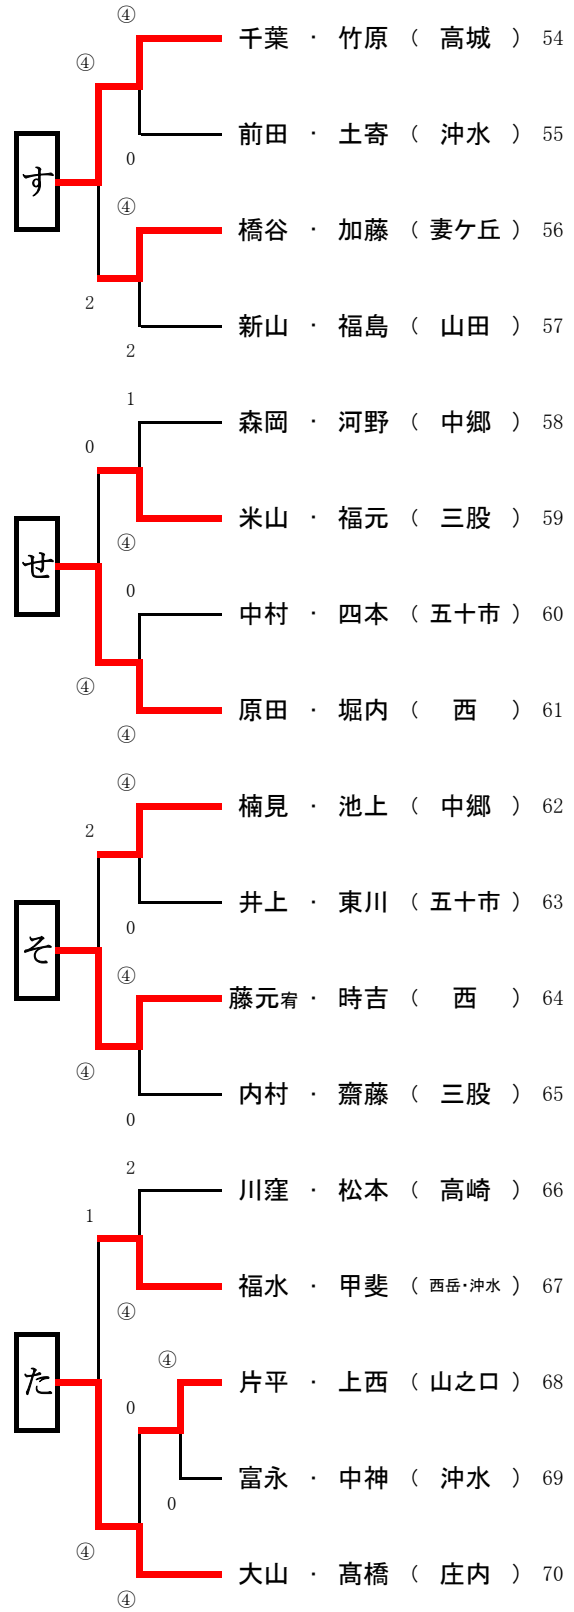 ④
千葉 ・ 竹原 （ 高城 ） 54
④
前田 ・ 土寄 （ 沖水 ） 55
0
す
④
橋谷 ・ 加藤 （ 妻ケ丘 ） 56
2
新山 ・ 福島 （ 山田 ） 57
2
1
森岡 ・ 河野 （ 中郷 ） 58
0
米山 ・ 福元 （ 三股 ） 59
④
せ
0
中村 ・ 四本 （ 五十市 ） 60
④
原田 ・ 堀内 （ 西 ） 61
④
④
楠見 ・ 池上 （ 中郷 ） 62
2
井上 ・ 東川 （ 五十市 ） 63
0
そ
④
藤元宥 ・ 時吉 （ 西 ） 64
④
内村 ・ 齋藤 （ 三股 ） 65
0
2
川窪 ・ 松本 （ 高崎 ） 66
1
福水 ・ 甲斐 （ 西岳・沖水 ） 67
④
④
片平 ・ 上西 （ 山之口 ） 68
た
0
富永 ・ 中神 （ 沖水 ） 69
0
④
大山 ・ 髙橋 （ 庄内 ） 70
④